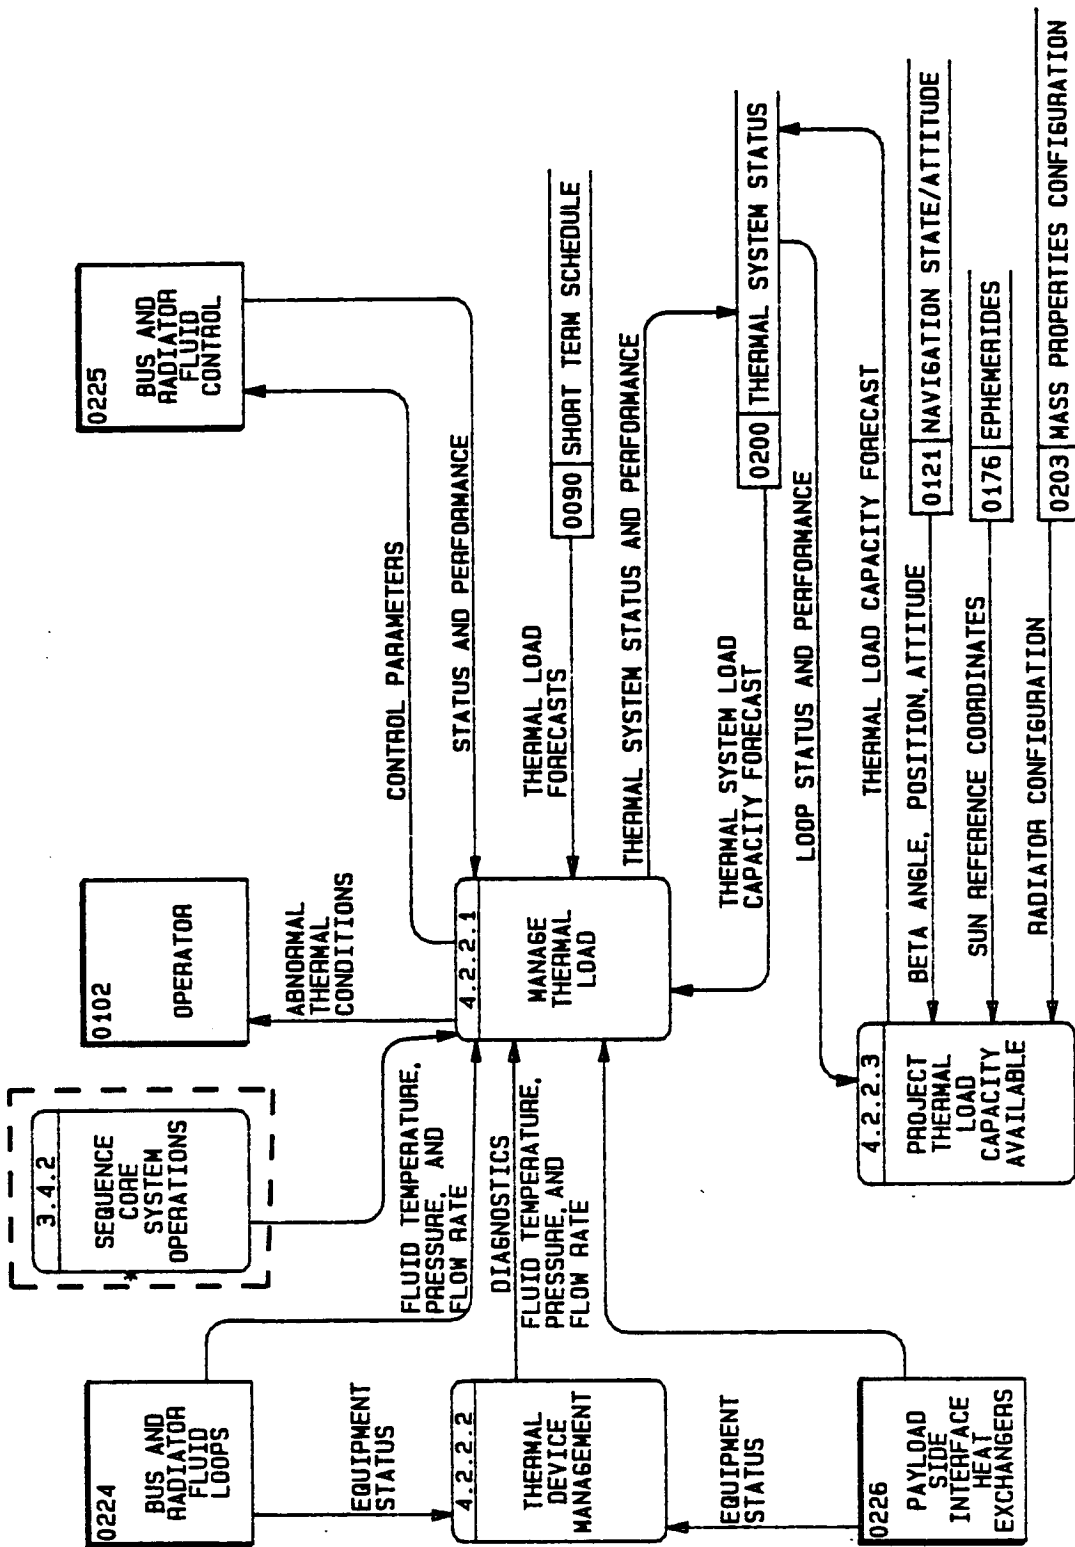 0224
BUS AND
RADIATOR
FLUID
LOOPS
3.4.2
SEQUENCE
CORE
SYSTEM
OPERATIONS
*
0102
OPERATOR
0225
BUS AND
RADIATOR
FLUID
CONTROL
EQUIPMENT
STATUS
FLUID TEMPERATURE,
PRESSURE, AND
FLOW RATE
ABNORMAL
THERMAL
CONDITIONS
CONTROL PARAMETERS
STATUS AND PERFORMANCE
4.2.2.2
THERMAL
DEVICE
MANAGEMENT
DIAGNOSTICS
FLUID TEMPERATURE,
PRESSURE, AND
FLOW RATE
4.2.2.1
MANAGE
THERMAL
LOAD
THERMAL LOAD
FORECASTS
0090 SHORT TERM SCHEDULE
THERMAL SYSTEM STATUS AND PERFORMANCE
EQUIPMENT
STATUS
THERMAL SYSTEM LOAD
CAPACITY FORECAST
0200 THERMAL SYSTEM STATUS
LOOP STATUS AND PERFORMANCE
0226
PAYLOAD
SIDE
INTERFACE
HEAT
EXCHANGERS
4.2.2.3
PROJECT
THERMAL
LOAD
CAPACITY
AVAILABLE
THERMAL LOAD CAPACITY FORECAST
BETA ANGLE, POSITION, ATTITUDE
0121 NAVIGATION STATE/ATTITUDE
SUN REFERENCE COORDINATES
0176 EPHEMERIDES
RADIATOR CONFIGURATION
0203 MASS PROPERTIES CONFIGURATION